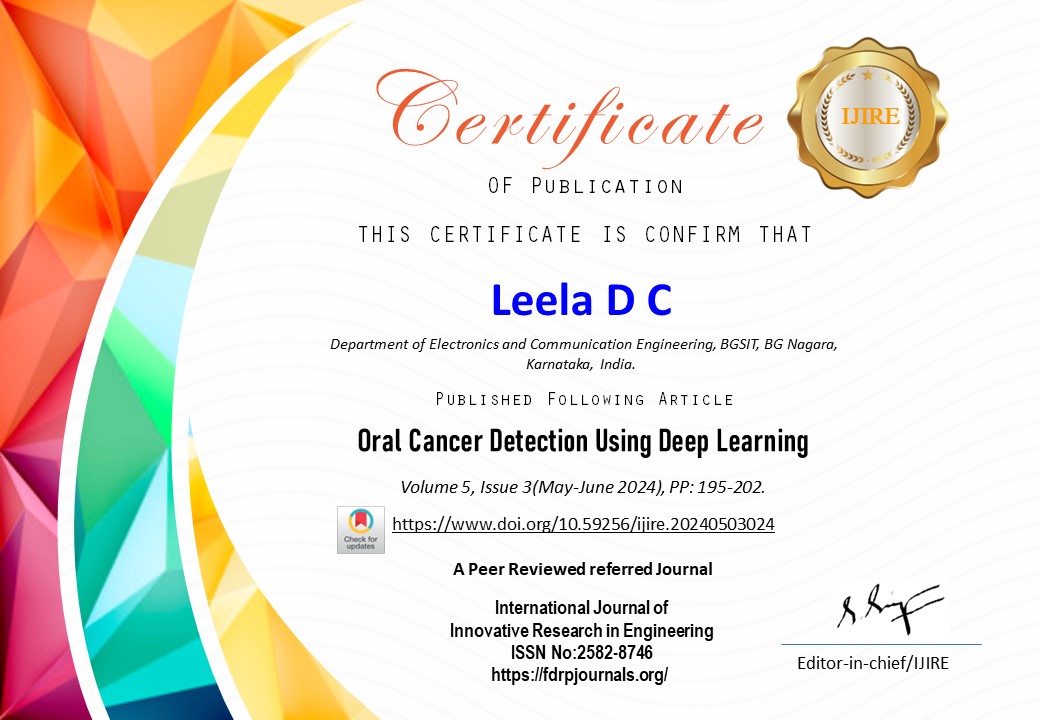 Certificate
IJIRE
OF PUBLICATION
THIS CERTIFICATE IS CONFIRM THAT
Leela D C
Department of Electronics and Communication Engineering, BGSIT, BG Nagara,
Karnataka, India.
PUBLISHED FOLLOWING ARTICLE
Oral Cancer Detection Using Deep Learning
Volume 5, Issue 3(May-June 2024), PP: 195-202.
Check for
updates
https://www.doi.org/10.59256/ijire.20240503024
A Peer Reviewed referred Journal
International Journal of
Innovative Research in Engineering
ISSN No:2582-8746
https://fdrpjournals.org/
Editor-in-chief/IJIRE